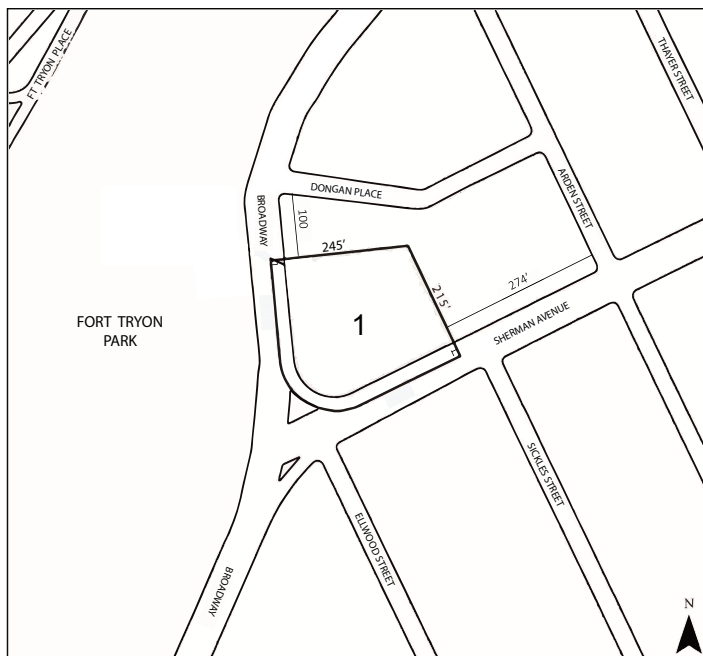 FT TRYON PLACE
THAYER STREET
DONGAN PLACE
ARDEN STREET
BROADWAY
100
245'
274'
215'
FORT TRYON
PARK
1
SHERMAN AVENUE
SICKLES STREET
ELLWOOD STREET
BROADWAY
N